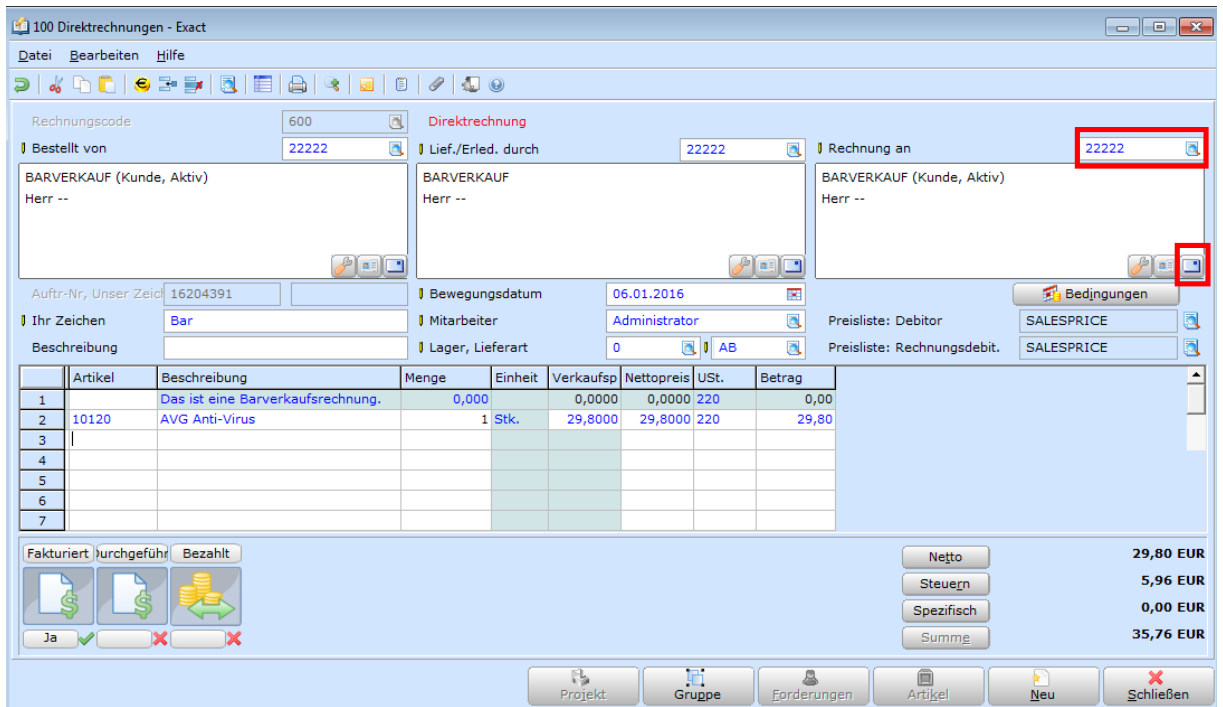 100 Direktrechnungen - Exact
Datei Bearbeiten Hilfe
Rechnungscode 600 Direktrechnung
Bestellt von 22222 Lief./Erled. durch 22222 Rechnung an 22222
BARVERKAUF (Kunde, Aktiv) BARVERKAUF BARVERKAUF (Kunde, Aktiv)
Herr -- Herr -- Herr --
Auftr-Nr, Unser Zeich 16204391 Bewegungsdatum 06.01.2016 Bedingungen
Ihr Zeichen Bar Mitarbeiter Administrator Preisliste: Debitor SALESPRICE
Beschreibung Lager, Lieferart 0 AB Preisliste: Rechnungsdebit. SALESPRICE
Artikel Beschreibung Menge Einheit Verkaufsp Nettopreis USt. Betrag
1 Das ist eine Barverkaufsrechnung. 0,000 0,0000 0,0000 220 0,00
2 10120 AVG Anti-Virus 1 Stk. 29,8000 29,8000 220 29,80
3
4
5
6
7
Fakturiert Durchgeführ Bezahlt Netto 29,80 EUR
Steuern 5,96 EUR
Spezifisch 0,00 EUR
Ja Summe 35,76 EUR
Projekt Gruppe Forderungen Artikel Neu Schließen